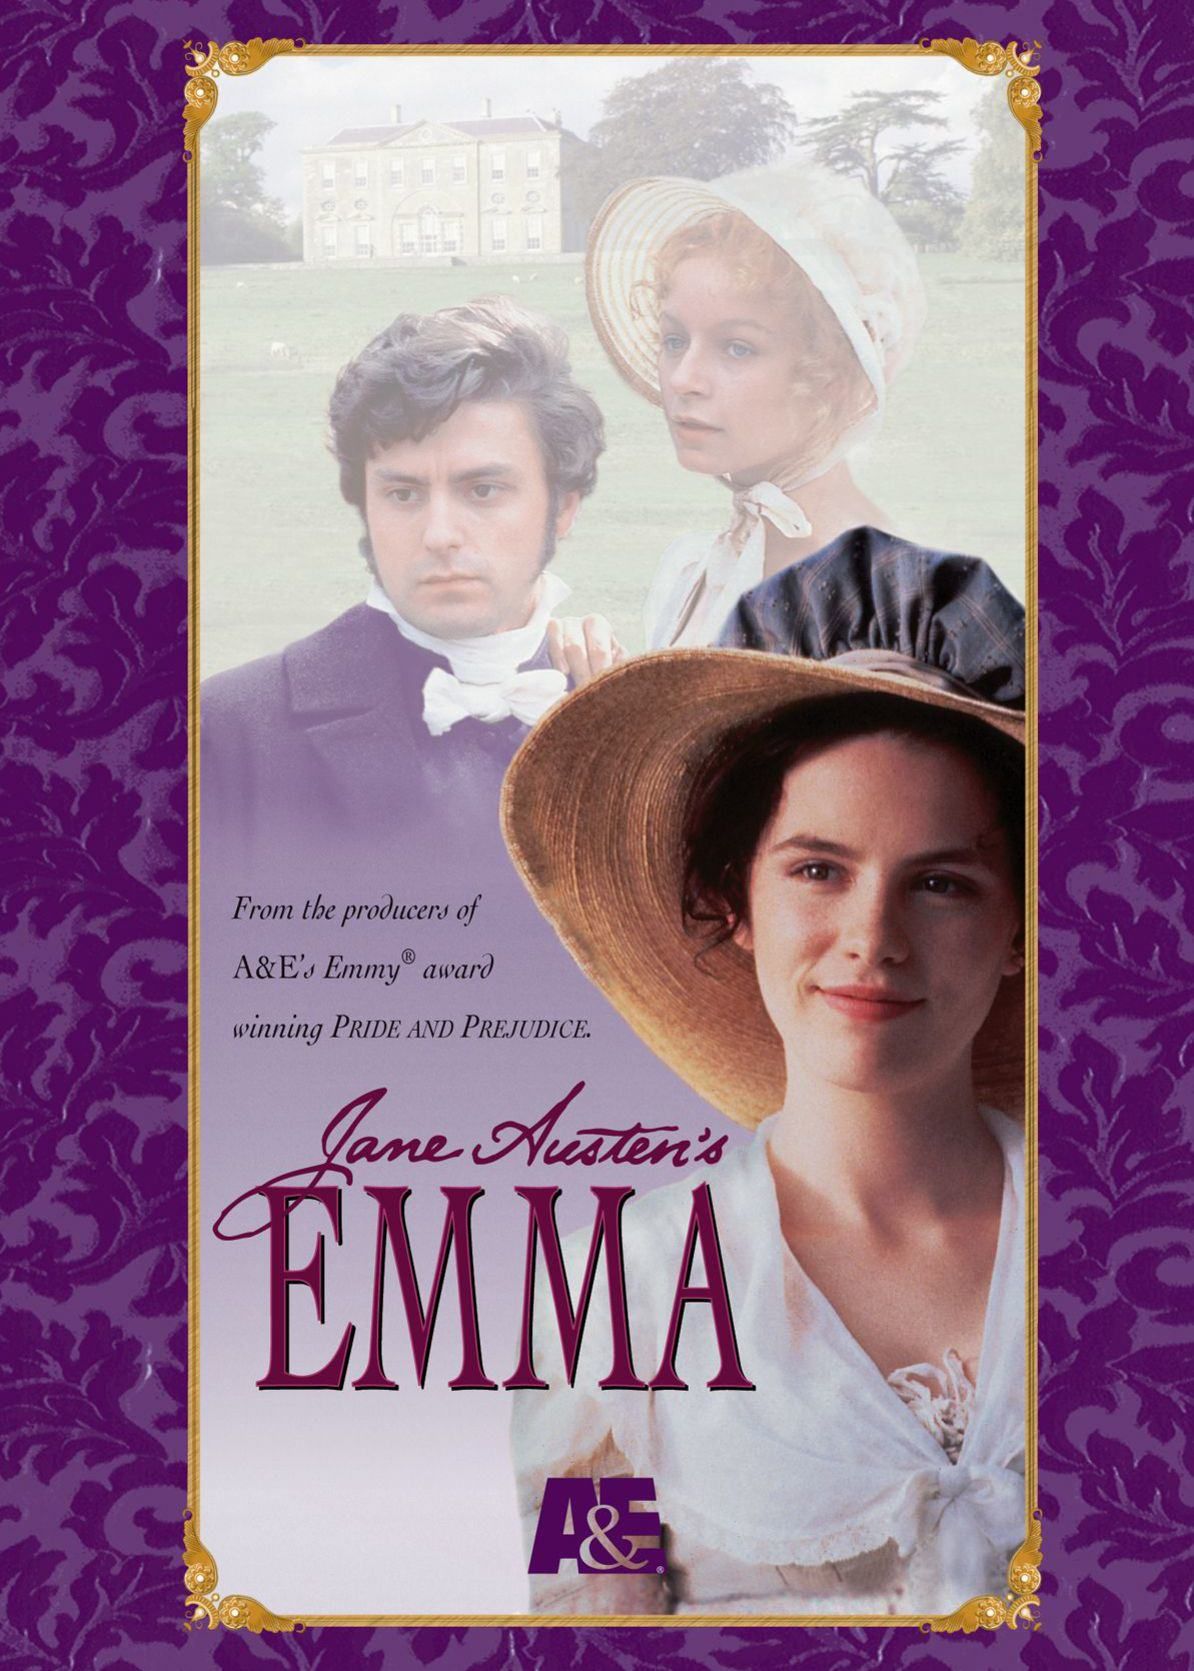 From the producers of
A&E's Emmy® award
winning PRIDE AND PREJUDICE.
Jane Austen's
EMMA
A&E®